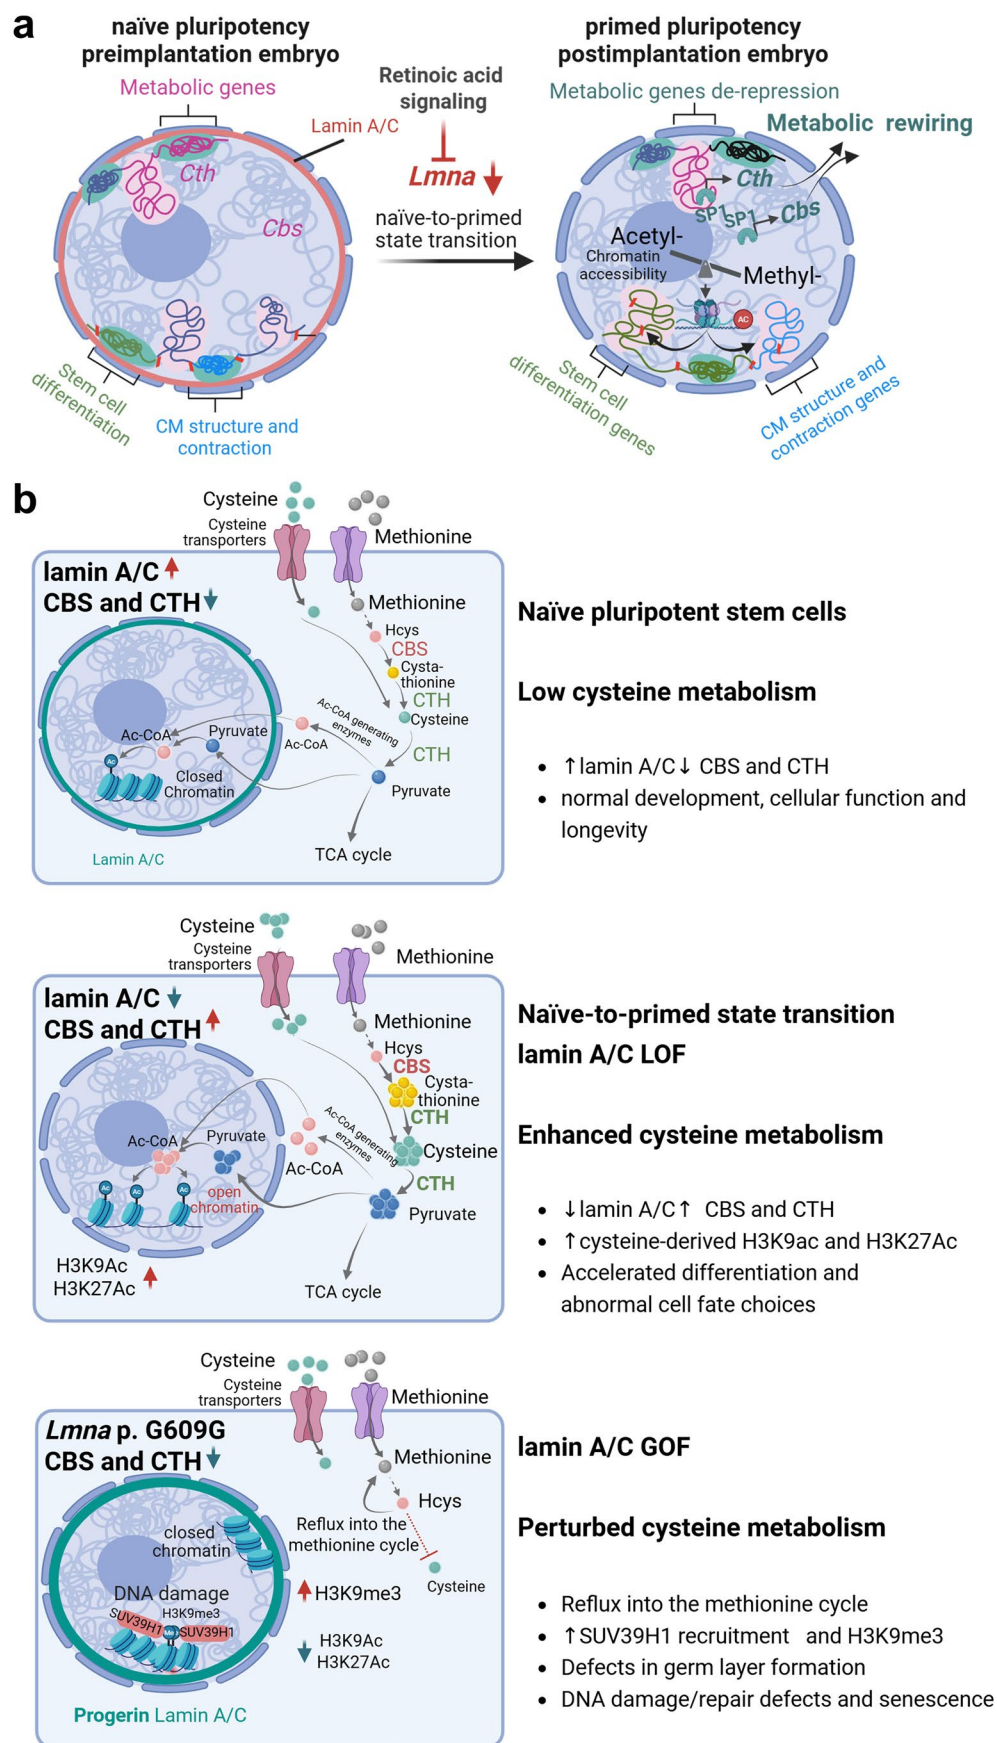 a
naïve pluripotency
preimplantation embryo
Metabolic genes
Lamin A/C
Cth
Cbs
Stem cell
differentiation
CM structure and
contraction
Retinoic acid
signaling
Lmna
naïve-to-primed
state transition
primed pluripotency
postimplantation embryo
Metabolic genes de-repression
Metabolic rewiring
Cth
SP1
SP1
Cbs
Acetyl-
Chromatin
accessibility
Methyl-
AC
Stem cell
differentiation genes
CM structure and
contraction genes
b
Cysteine
Cysteine
transporters
Methionine
lamin A/C
CBS and CTH
Methionine
Hcys
CBS
Cysta-
thionine
CTH
Cysteine
Ac-CoA generating
enzymes
CTH
Ac-CoA
Pyruvate
Ac-CoA
Pyruvate
Ac
Closed
Chromatin
TCA cycle
Lamin A/C
Naïve pluripotent stem cells
Low cysteine metabolism
• ↑lamin A/C↓ CBS and CTH
• normal development, cellular function and
longevity
Cysteine
Cysteine
transporters
Methionine
lamin A/C
CBS and CTH
Methionine
Hcys
CBS
Cysta-
thionine
CTH
Ac-CoA generating
enzymes
Cysteine
CTH
Ac-CoA
Pyruvate
Ac-CoA
Pyruvate
Ac
Ac
Ac
open
chromatin
H3K9Ac
H3K27Ac
TCA cycle
Naïve-to-primed state transition
lamin A/C LOF
Enhanced cysteine metabolism
• ↓lamin A/C↑ CBS and CTH
• ↑cysteine-derived H3K9ac and H3K27Ac
• Accelerated differentiation and
abnormal cell fate choices
Cysteine
Cysteine
transporters
Methionine
Lmna p. G609G
CBS and CTH
Methionine
Hcys
Reflux into the
methionine cycle
Cysteine
closed
chromatin
DNA damage
H3K9me3
SUV39H1
Me
SUV39H1
H3K9me3
H3K9Ac
H3K27Ac
Progerin Lamin A/C
lamin A/C GOF
Perturbed cysteine metabolism
• Reflux into the methionine cycle
• ↑SUV39H1 recruitment and H3K9me3
• Defects in germ layer formation
• DNA damage/repair defects and senescence